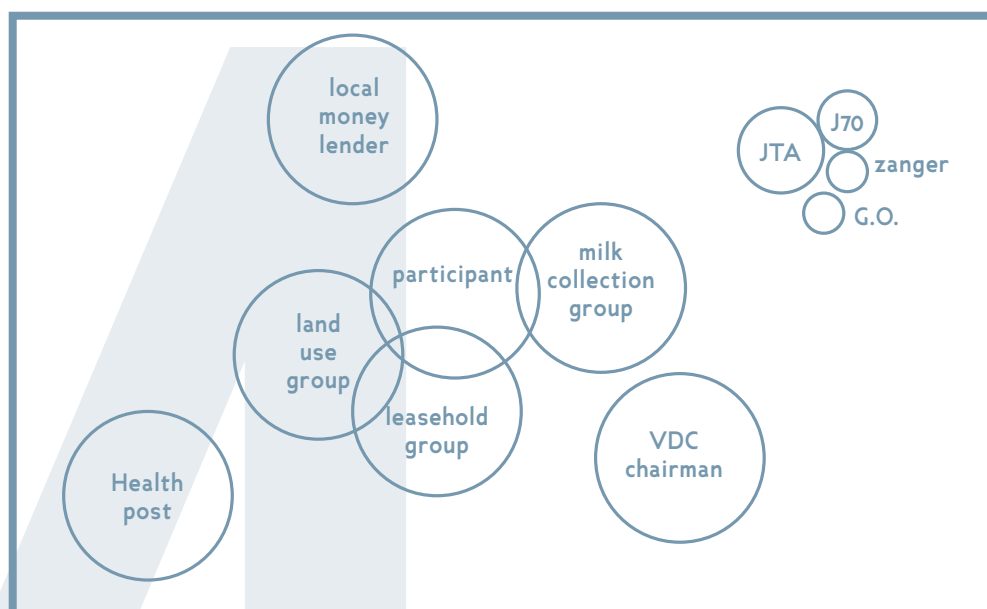 local
money
lender
J70
JTA
zanger
G.O.
participant
milk
collection
group
land
use
group
leasehold
group
VDC
chairman
Health
post